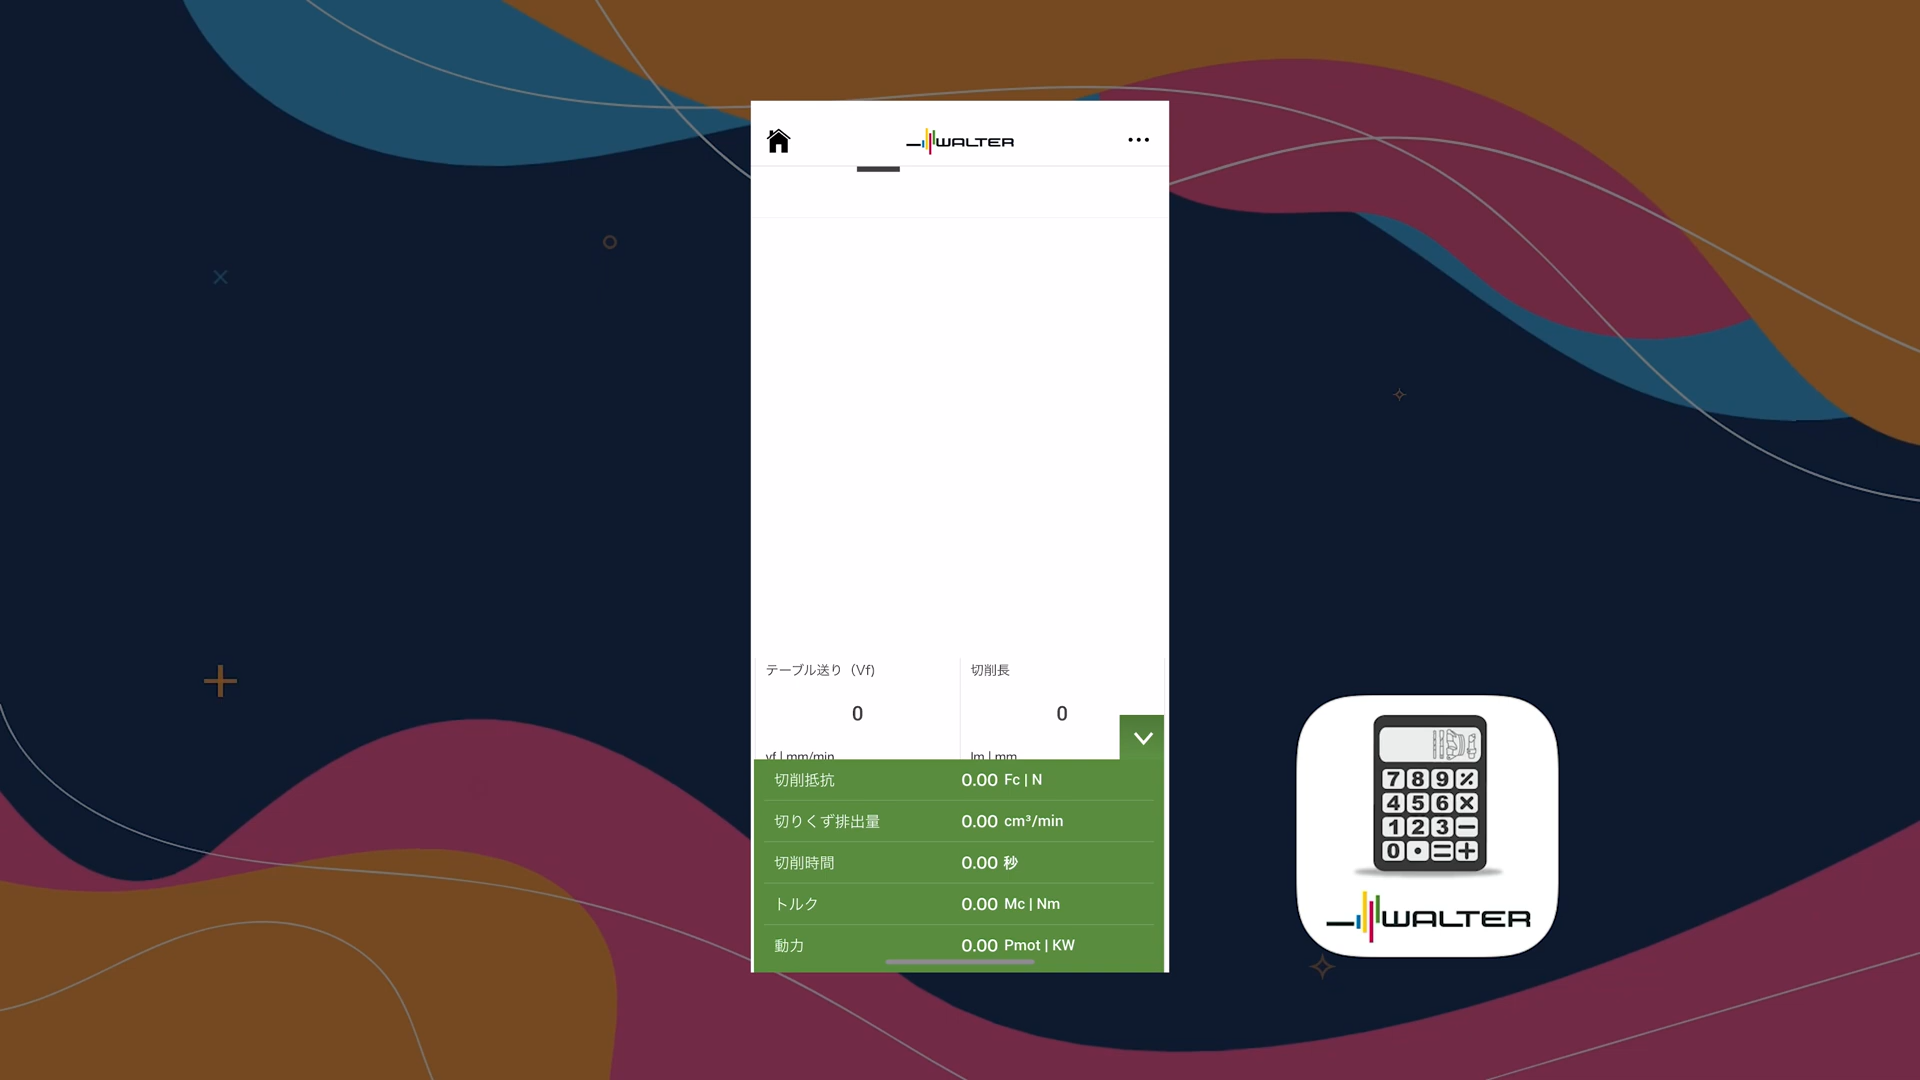 WALTER
テーブル送り（Vf) 切削長
0 0
vf | mm/min lm | mm
切削抵抗 0.00 Fc | N
切りくず排出量 0.00 cm³/min
切削時間 0.00 秒
トルク 0.00 Mc | Nm
動力 0.00 Pmot | KW
7 8 9 %
4 5 6 ×
1 2 3 −
0 • = +
WALTER